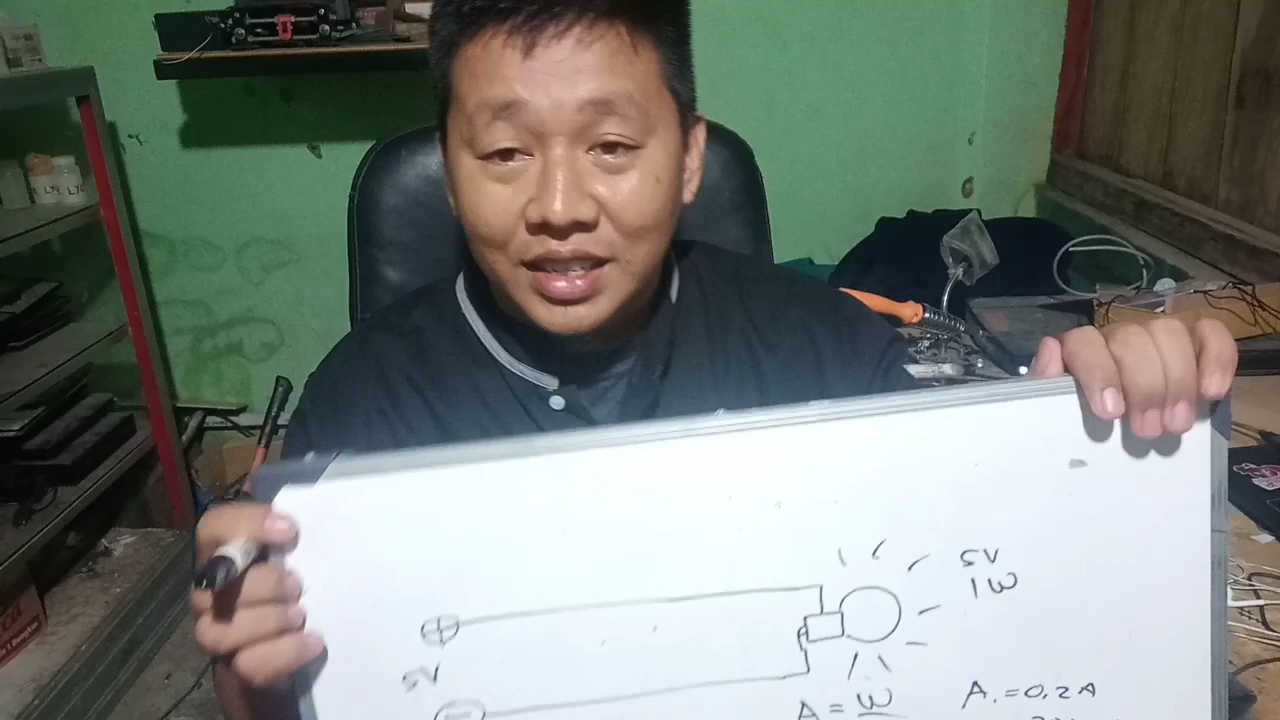 5V
1W
+
5V
A = W
A. = 0.2A